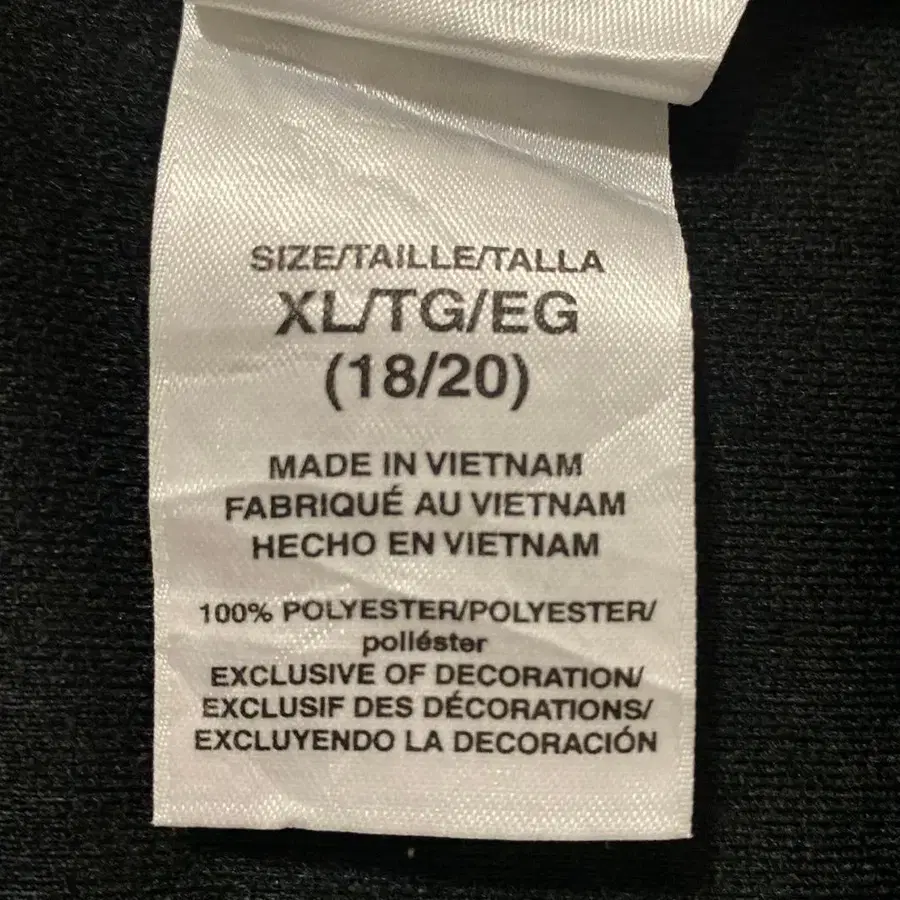 SIZE/TAILLE/TALLA
XL/TG/EG
(18/20)
MADE IN VIETNAM
FABRIQUÉ AU VIETNAM
HECHO EN VIETNAM
100% POLYESTER/POLYESTER/
poliéster
EXCLUSIVE OF DECORATION/
EXCLUSIF DES DÉCORATIONS/
EXCLUYENDO LA DECORACIÓN